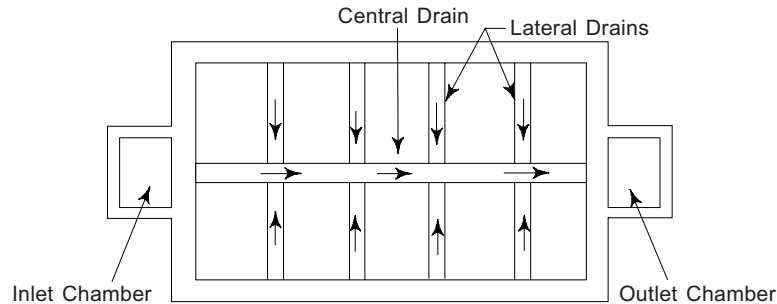 Central Drain
Lateral Drains
Inlet Chamber
Outlet Chamber